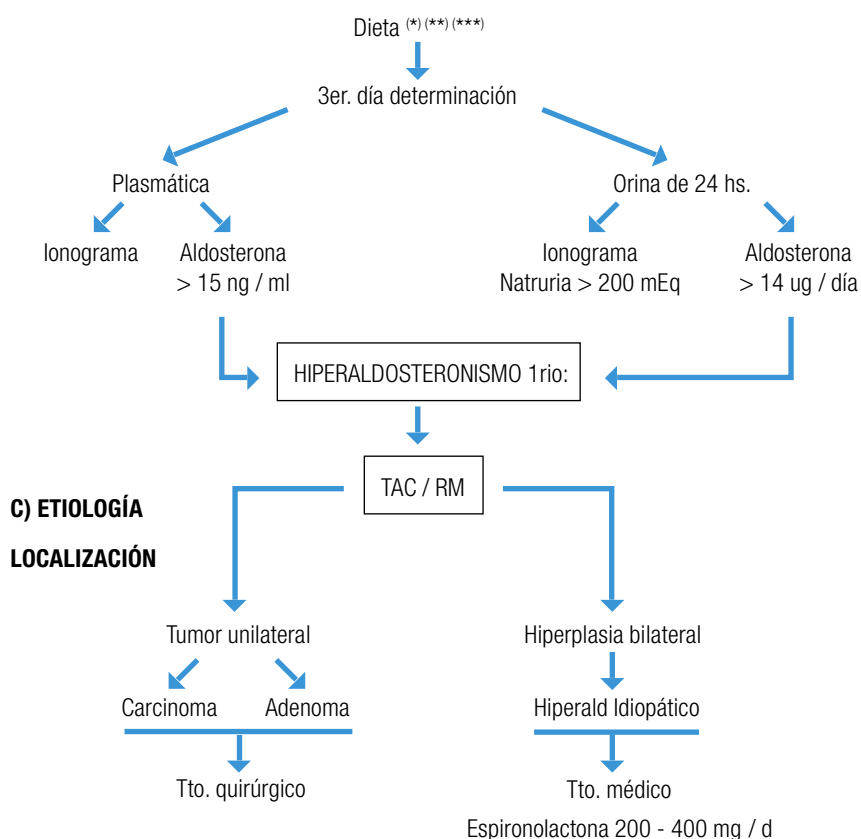 Dieta (*) (**) (***)
3er. día determinación
Plasmática
Orina de 24 hs.
Ionograma
Aldosterona
> 15 ng / ml
Ionograma
Natruria > 200 mEq
Aldosterona
> 14 ug / día
HIPERALDOSTERONISMO 1rio:
TAC / RM
C) ETIOLOGÍA
LOCALIZACIÓN
Tumor unilateral
Hiperplasia bilateral
Carcinoma
Adenoma
Hiperald Idiopático
Tto. quirúrgico
Tto. médico
Espironolactona 200 - 400 mg / d